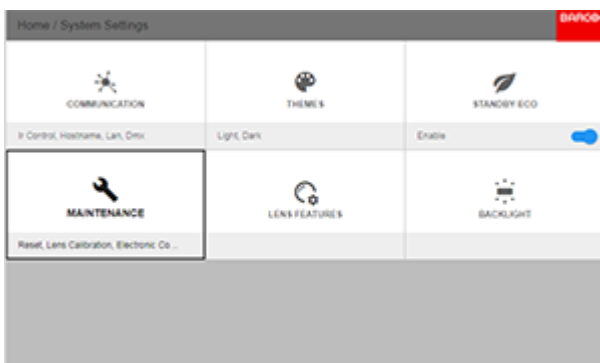 Home / System Settings
BARCO
COMMUNICATION
THEMES
STANDBY ECO
Ir Control, Hostname, Lan, Dmx
Light, Dark
Enable
MAINTENANCE
LENS FEATURES
BACKLIGHT
Reset, Lens Calibration, Electronic Co...